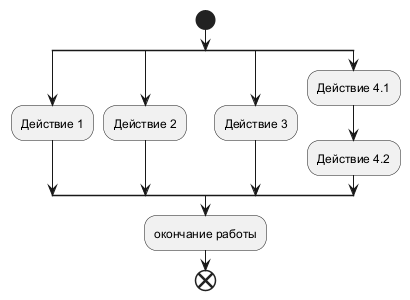 Действие 1
Действие 2
Действие 3
Действие 4.1
Действие 4.2
окончание работы